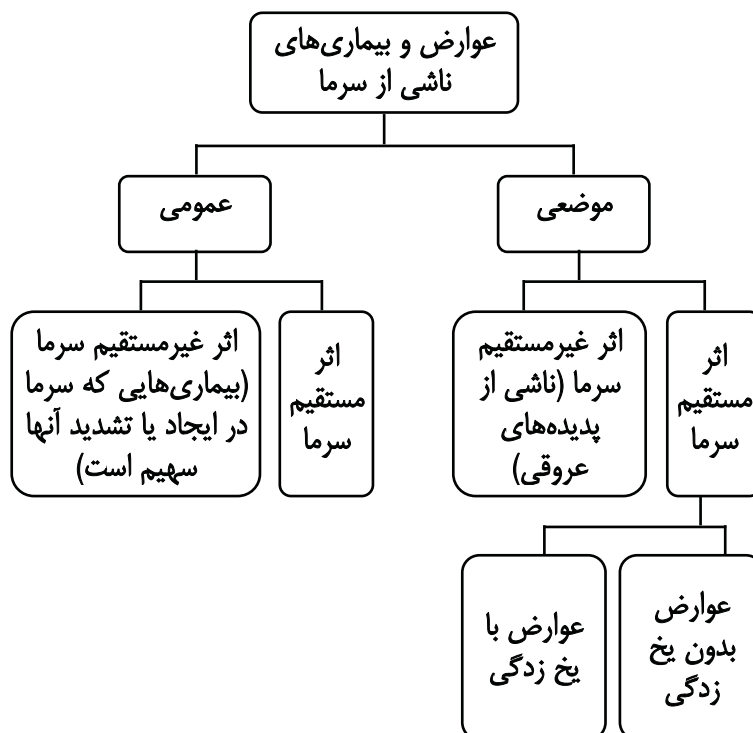 عوارض و بیماری‌های
ناشی از سرما
موضعی
عمومی
اثر
مستقیم
سرما
اثر غیرمستقیم
سرما (ناشی از
پدیده‌های
عروقی)
اثر
مستقیم
سرما
اثر غیرمستقیم سرما
(بیماری‌هایی که سرما
در ایجاد یا تشدید آنها
سهیم است)
عوارض
بدون یخ
زدگی
عوارض با
یخ زدگی